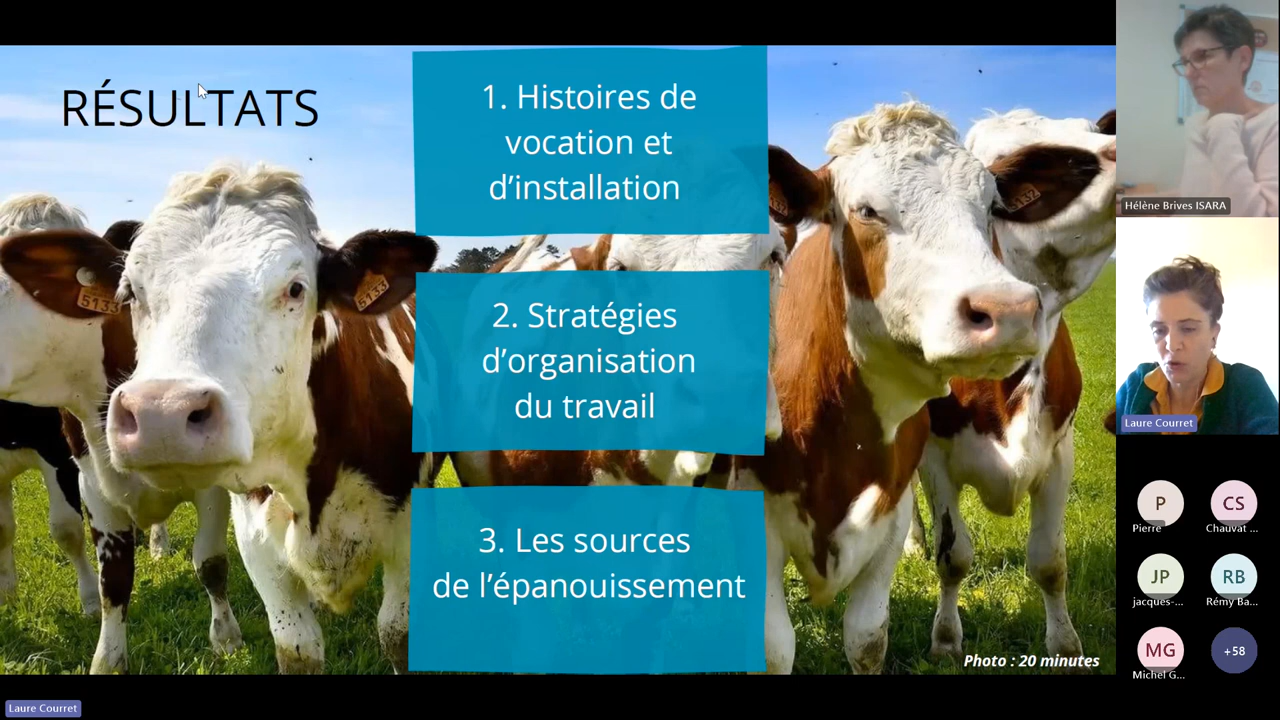 RÉSULTATS
1. Histoires de
vocation et
d’installation
2. Stratégies
d’organisation
du travail
3. Les sources
de l’épanouissement
Photo : 20 minutes
5133
5133
Hélène Brives ISARA
Laure Courret
P
Pierre
CS
Chauvat ...
JP
jacques-...
RB
Rémy Ba...
MG
Michel G...
+58
Laure Courret